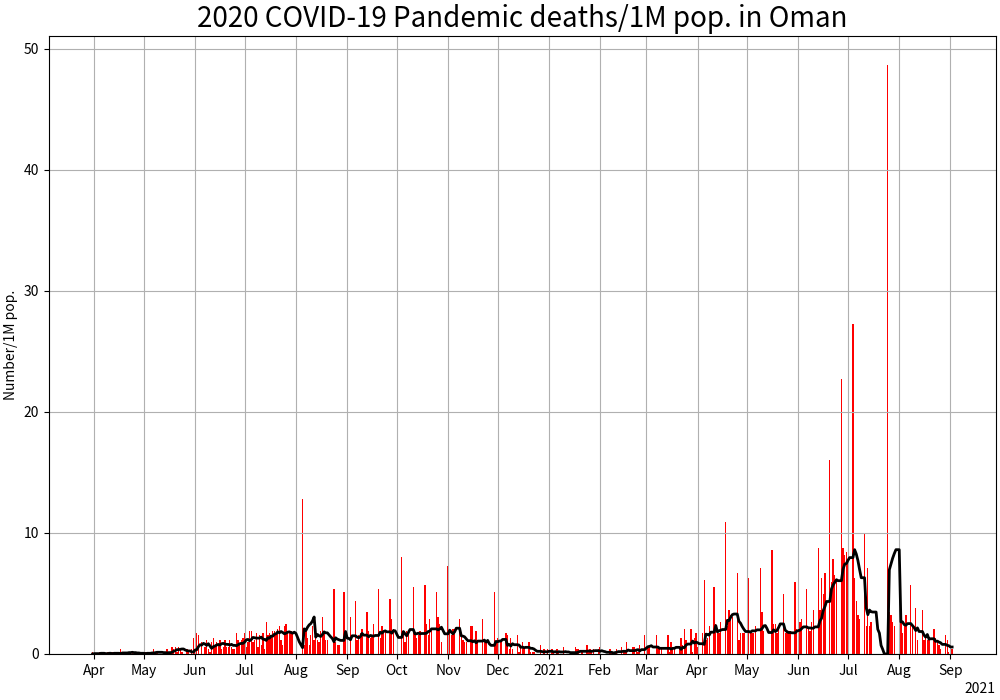 2020 COVID-19 Pandemic deaths/1M pop. in Oman
Number/1M pop.
50
40
30
20
10
0
Apr May Jun Jul Aug Sep Oct Nov Dec 2021 Feb Mar Apr May Jun Jul Aug Sep
2021